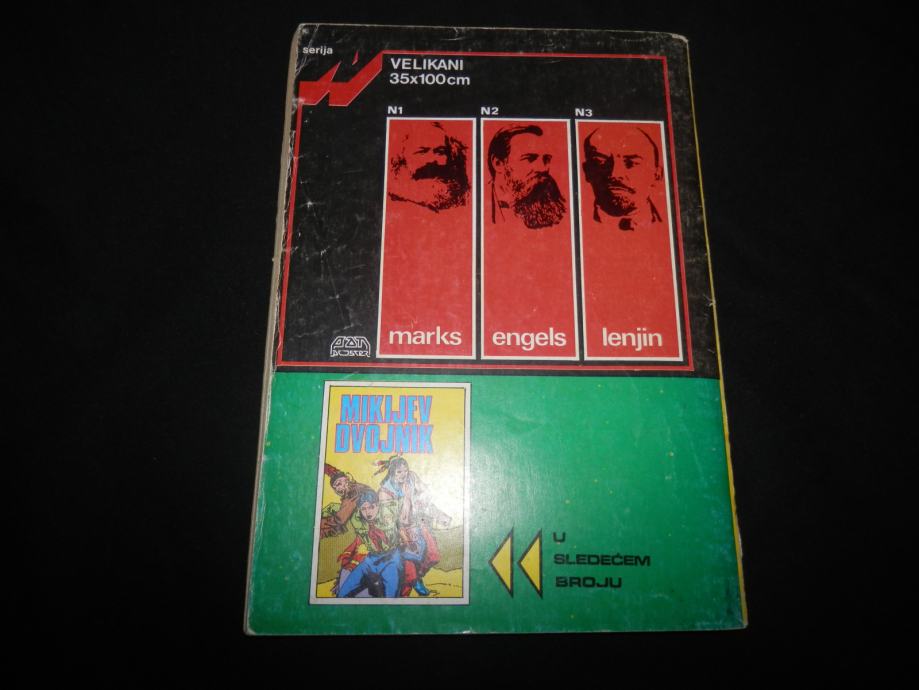 serija
VELIKANI
35x100cm
N1
N2
N3
marks
engels
lenjin
MIKIJEV
DVOJNIK
U
SLEDEĆEM
BROJU